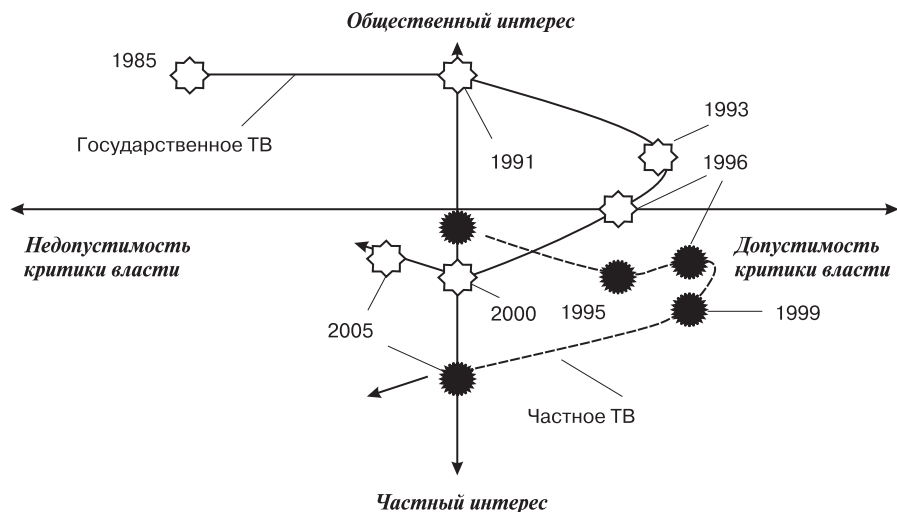 Общественный интерес
1985
1993
Государственное ТВ
1991
1996
Недопустимость
критики власти
Допустимость
критики власти
2005
2000
1995
1999
Частное ТВ
Частный интерес